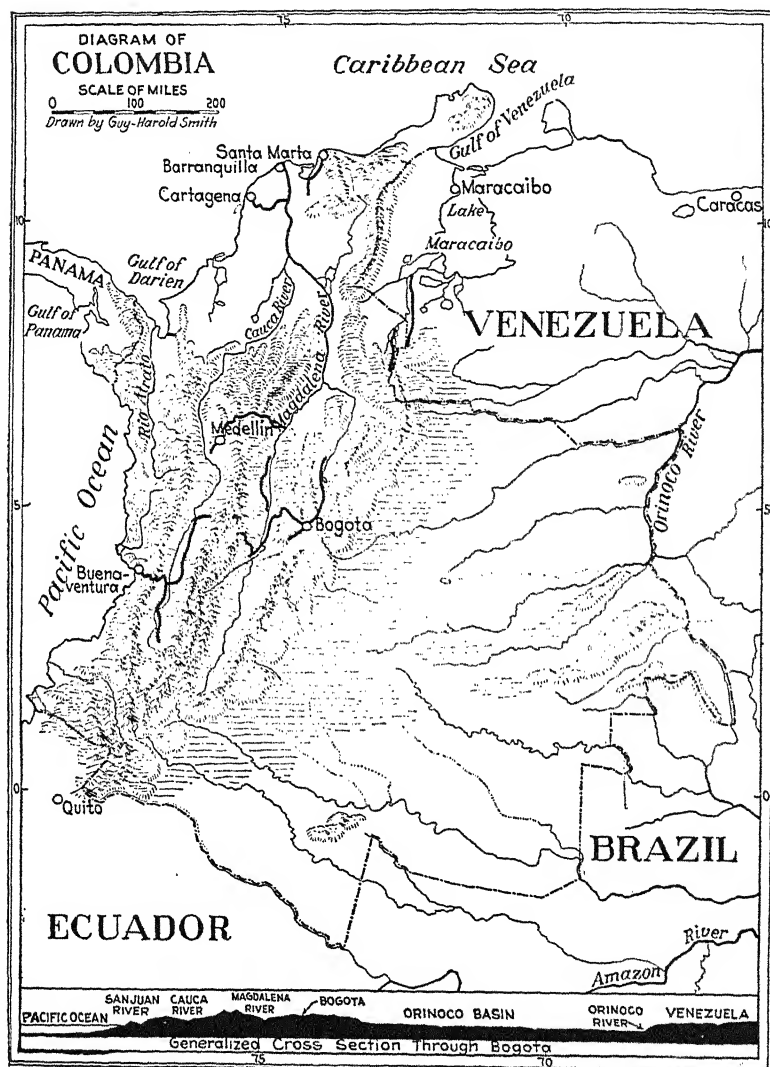 75
70
DIAGRAM OF
COLOMBIA
SCALE OF MILES
0 100 200
Drawn by Guy-Harold Smith
Caribbean Sea
Gulf of Venezuela
Santa Marta
Barranquilla
Cartagena
Maracaibo
Caracas
Lake
Maracaibo
10
10
PANAMA
Gulf of
Darien
Gulf of
Panama
Cauca River
Magdalena River
VENEZUELA
Rio Atrato
Medellin
Orinoco River
Pacific Ocean
5
5
Bogota
Buena-
ventura
0
0
Quito
BRAZIL
ECUADOR
Amazon River
PACIFIC OCEAN
SAN JUAN
RIVER
CAUCA
RIVER
MAGDALENA
RIVER
BOGOTA
ORINOCO BASIN
ORINOCO
RIVER
VENEZUELA
Generalized Cross Section Through Bogota
75
70